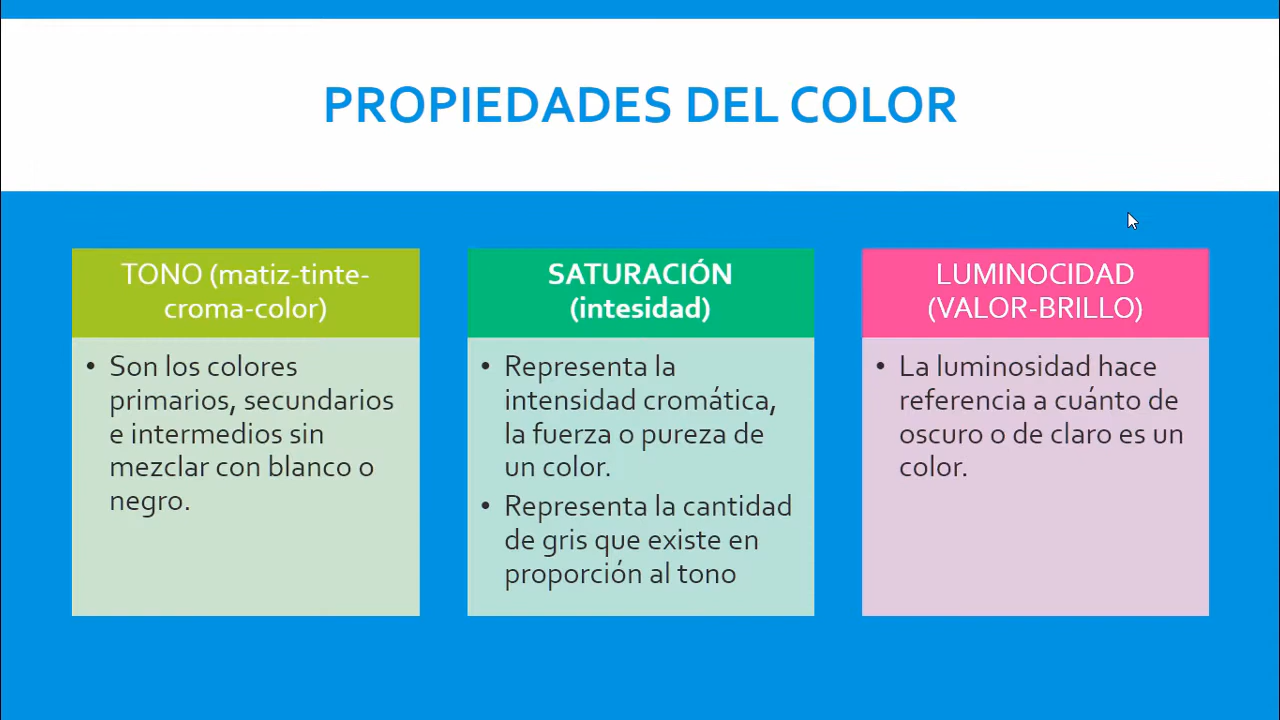 PROPIEDADES DEL COLOR
TONO (matiz-tinte-
croma-color)
• Son los colores
primarios, secundarios
e intermedios sin
mezclar con blanco o
negro.
SATURACIÓN
(intesidad)
• Representa la
intensidad cromática,
la fuerza o pureza de
un color.
• Representa la cantidad
de gris que existe en
proporción al tono
LUMINOCIDAD
(VALOR-BRILLO)
• La luminosidad hace
referencia a cuánto de
oscuro o de claro es un
color.